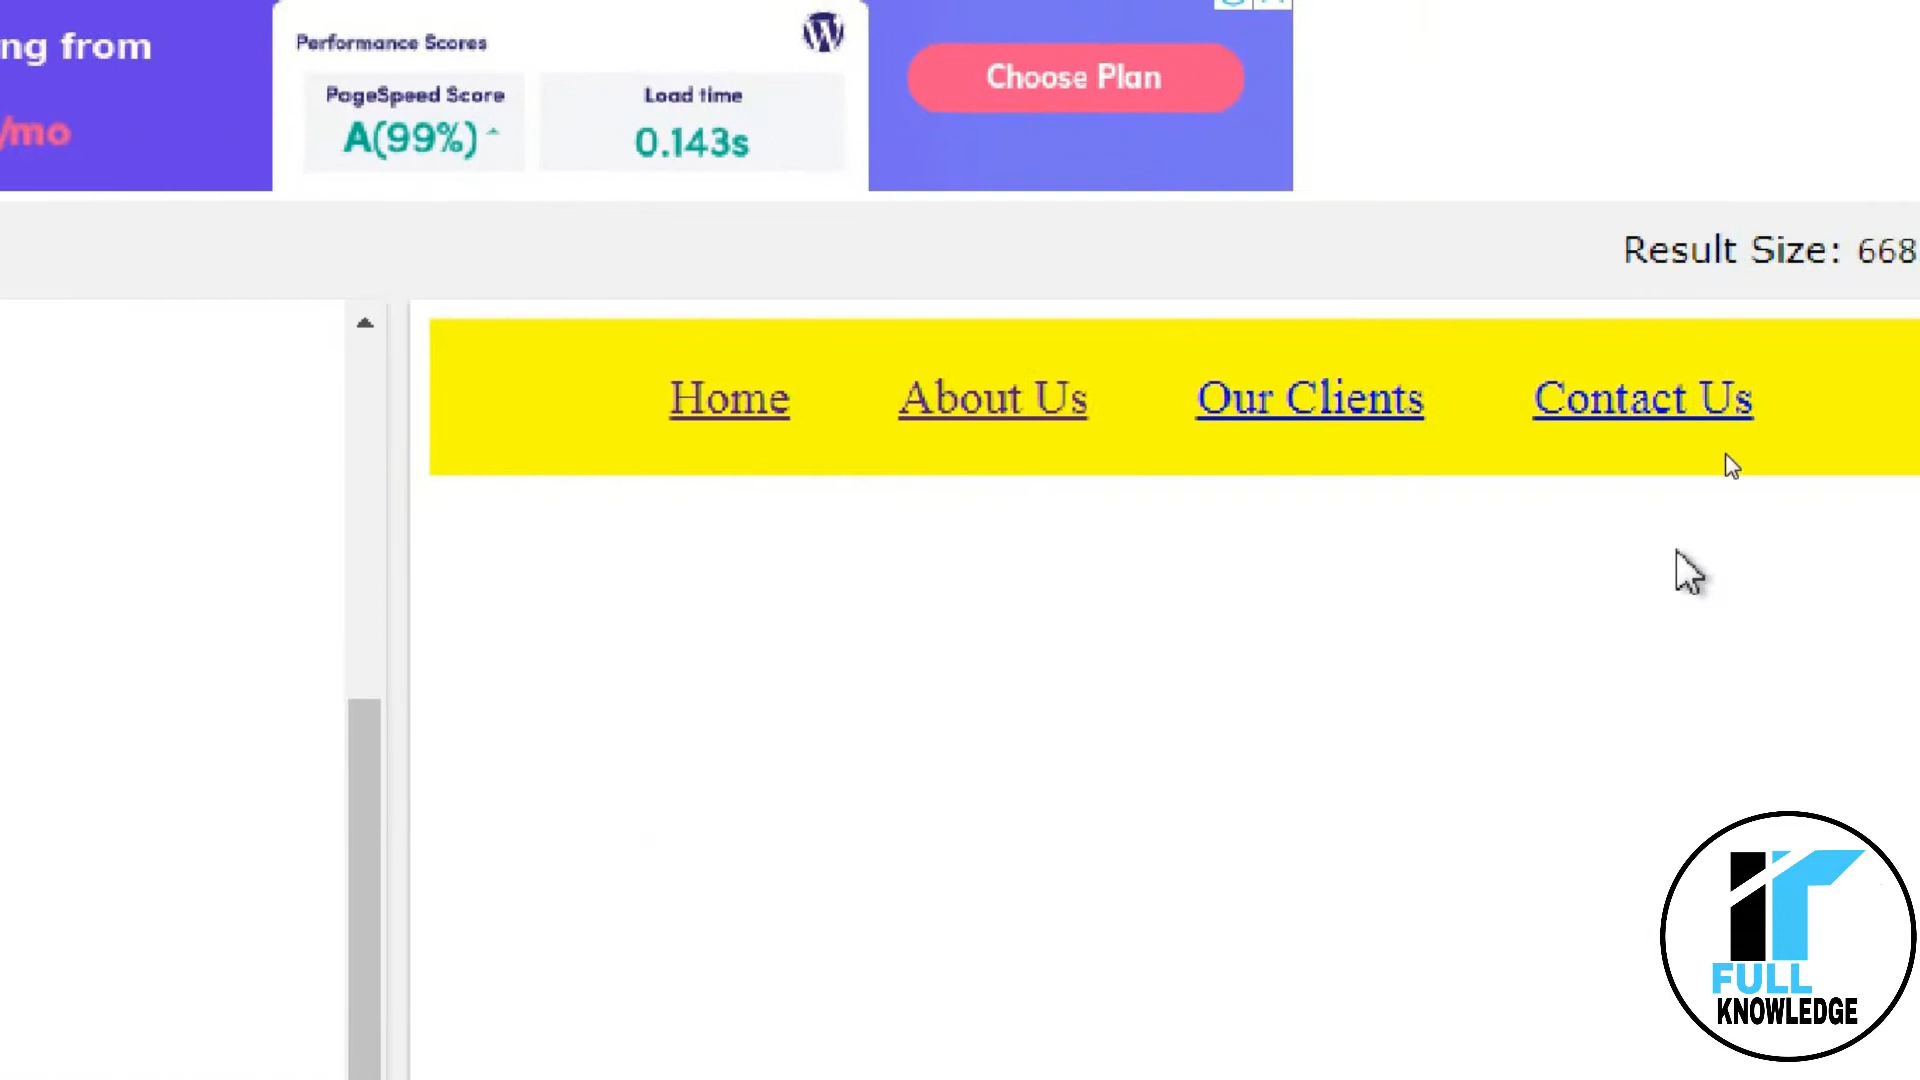 ng from
/mo
Performance Scores
PageSpeed Score
A(99%)
Load time
0.143s
Choose Plan
Result Size: 668
Home About Us Our Clients Contact Us
IT
FULL
KNOWLEDGE